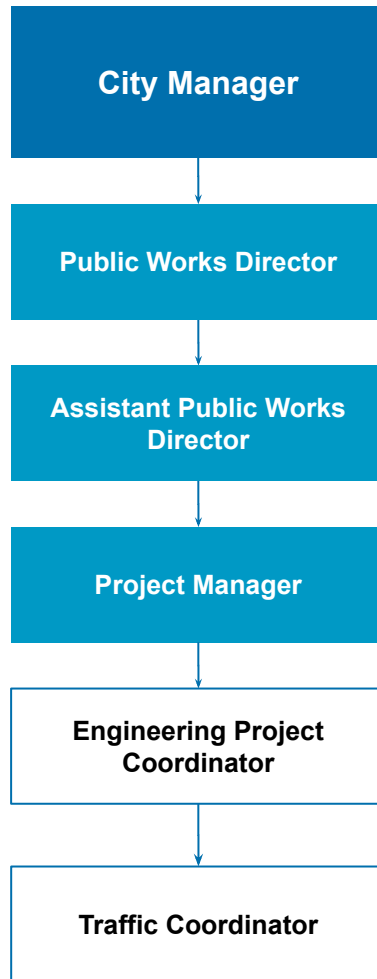 City Manager
Public Works Director
Assistant Public Works
Director
Project Manager
Engineering Project
Coordinator
Traffic Coordinator